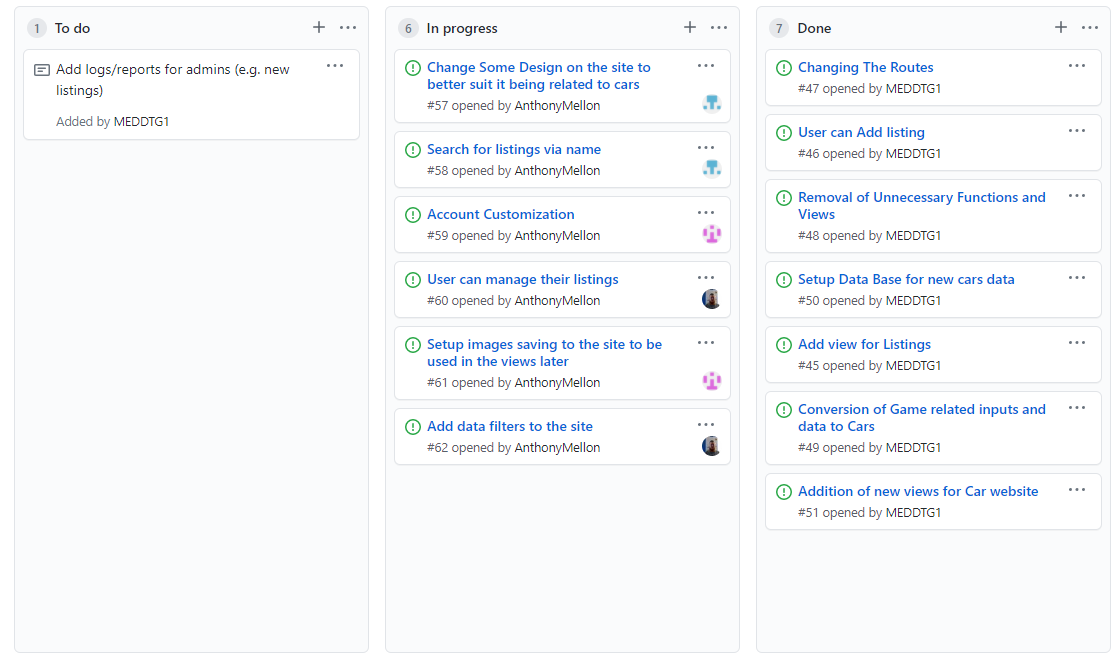 1 To do
Add logs/reports for admins (e.g. new
listings)
Added by MEDDTG1
6 In progress
Change Some Design on the site to
better suit it being related to cars
#57 opened by AnthonyMellon
Search for listings via name
#58 opened by AnthonyMellon
Account Customization
#59 opened by AnthonyMellon
User can manage their listings
#60 opened by AnthonyMellon
Setup images saving to the site to be
used in the views later
#61 opened by AnthonyMellon
Add data filters to the site
#62 opened by AnthonyMellon
7 Done
Changing The Routes
#47 opened by MEDDTG1
User can Add listing
#46 opened by MEDDTG1
Removal of Unnecessary Functions and
Views
#48 opened by MEDDTG1
Setup Data Base for new cars data
#50 opened by MEDDTG1
Add view for Listings
#45 opened by MEDDTG1
Conversion of Game related inputs and
data to Cars
#49 opened by MEDDTG1
Addition of new views for Car website
#51 opened by MEDDTG1